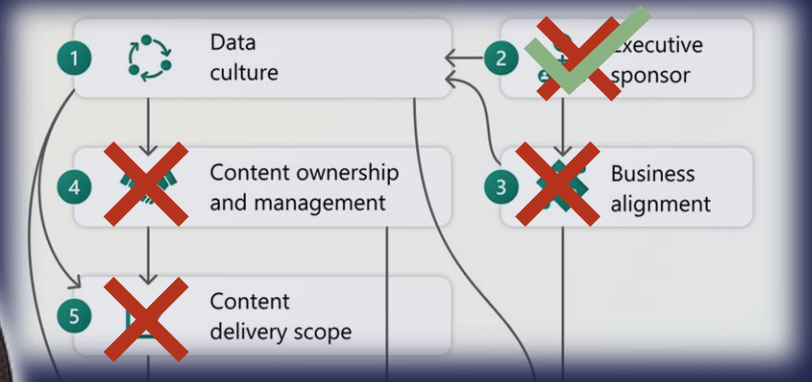 1
Data
culture
2
Executive
sponsor
4
Content ownership
and management
3
Business
alignment
5
Content
delivery scope